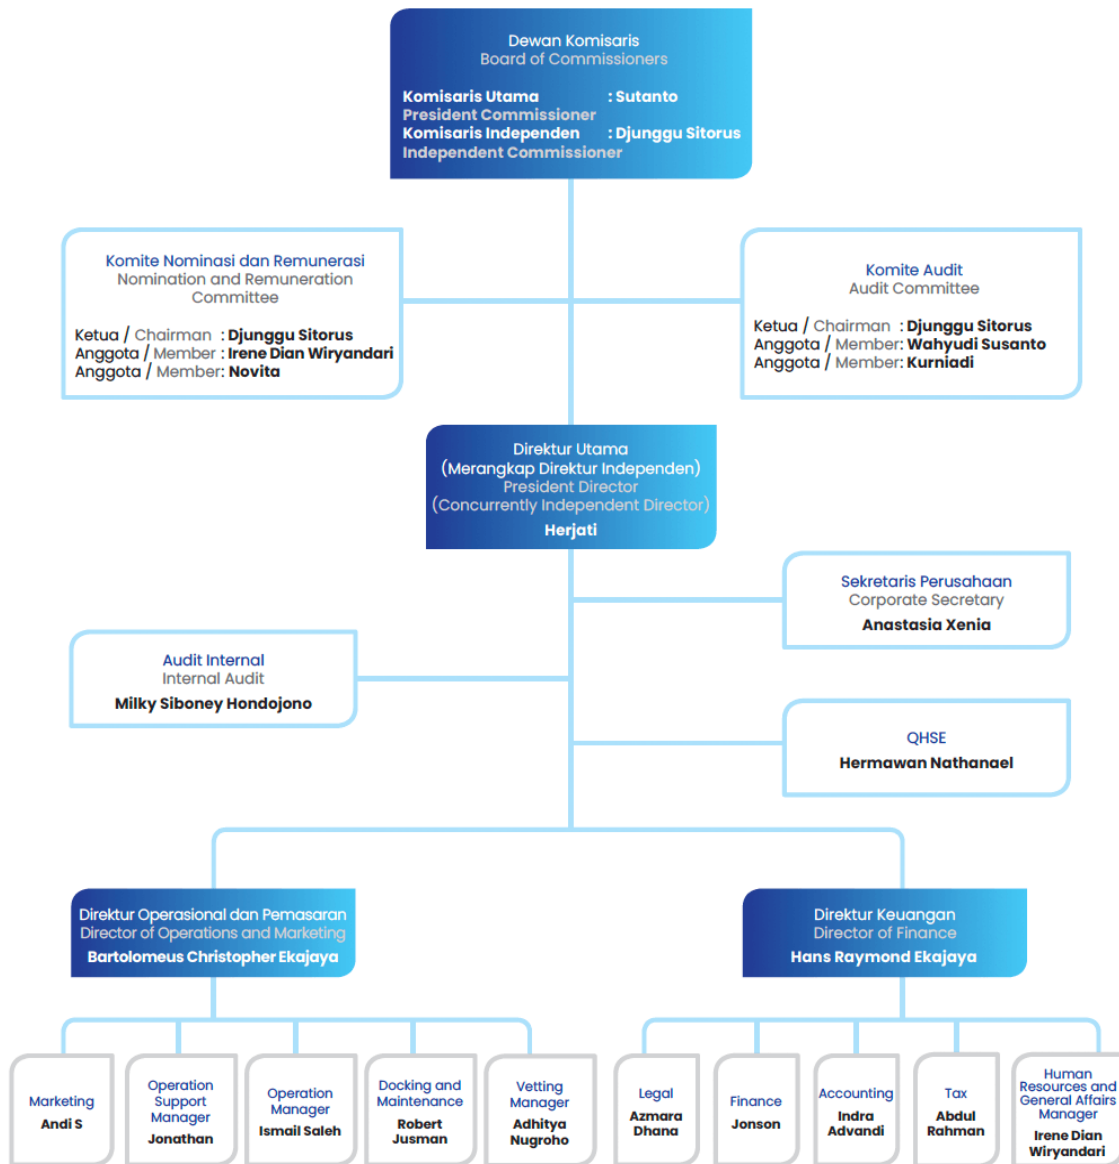 Dewan Komisaris
Board of Commissioners
Komisaris Utama : Sutanto
President Commissioner
Komisaris Independen : Djunggu Sitorus
Independent Commissioner
Komite Nominasi dan Remunerasi
Nomination and Remuneration
Committee
Ketua / Chairman : Djunggu Sitorus
Anggota / Member : Irene Dian Wiryandari
Anggota / Member: Novita
Komite Audit
Audit Committee
Ketua / Chairman : Djunggu Sitorus
Anggota / Member: Wahyudi Susanto
Anggota / Member: Kurniadi
Direktur Utama
(Merangkap Direktur Independen)
President Director
(Concurrently Independent Director)
Herjati
Sekretaris Perusahaan
Corporate Secretary
Anastasia Xenia
Audit Internal
Internal Audit
Milky Siboney Hondojono
QHSE
Hermawan Nathanael
Direktur Operasional dan Pemasaran
Director of Operations and Marketing
Bartolomeus Christopher Ekajaya
Direktur Keuangan
Director of Finance
Hans Raymond Ekajaya
Marketing
Andi S
Operation
Support
Manager
Jonathan
Operation
Manager
Ismail Saleh
Docking and
Maintenance
Robert
Jusman
Vetting
Manager
Adhitya
Nugroho
Legal
Azmara
Dhana
Finance
Jonson
Accounting
Indra
Advandi
Tax
Abdul
Rahman
Human
Resources and
General Affairs
Manager
Irene Dian
Wiryandari